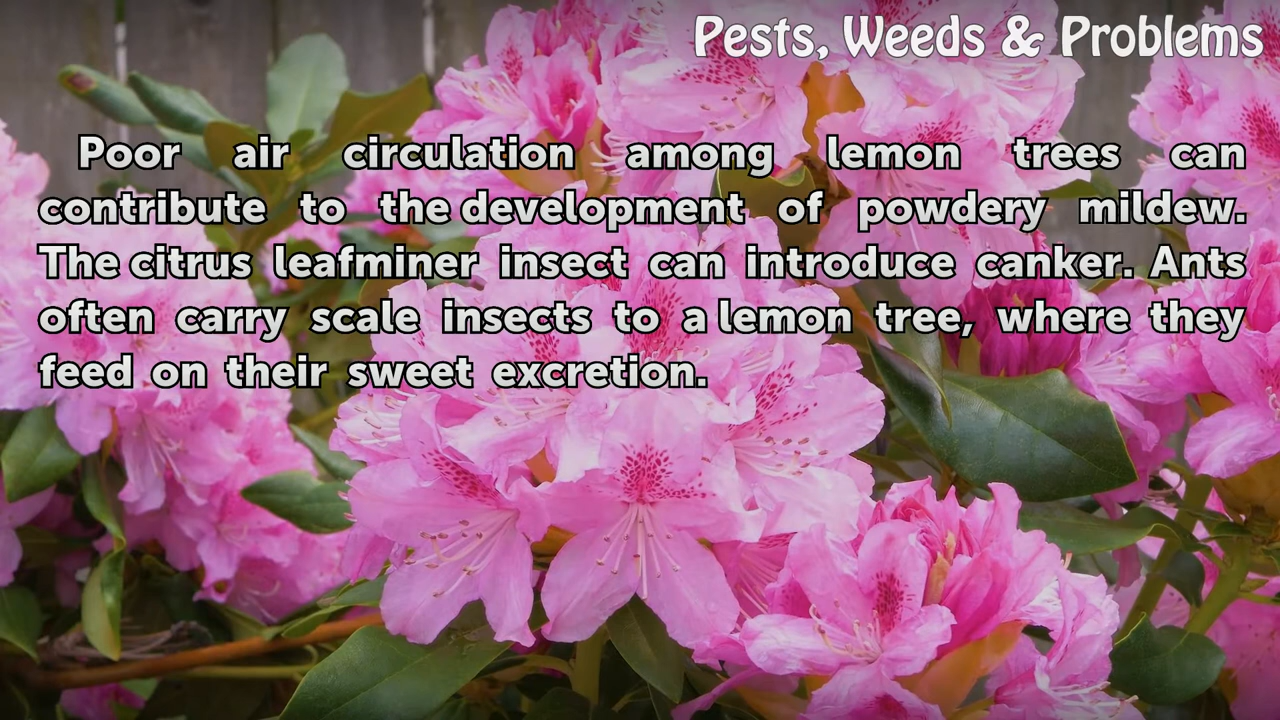 Pests, Weeds & Problems
Poor air circulation among lemon trees can
contribute to the development of powdery mildew.
The citrus leafminer insect can introduce canker. Ants
often carry scale insects to a lemon tree, where they
feed on their sweet excretion.